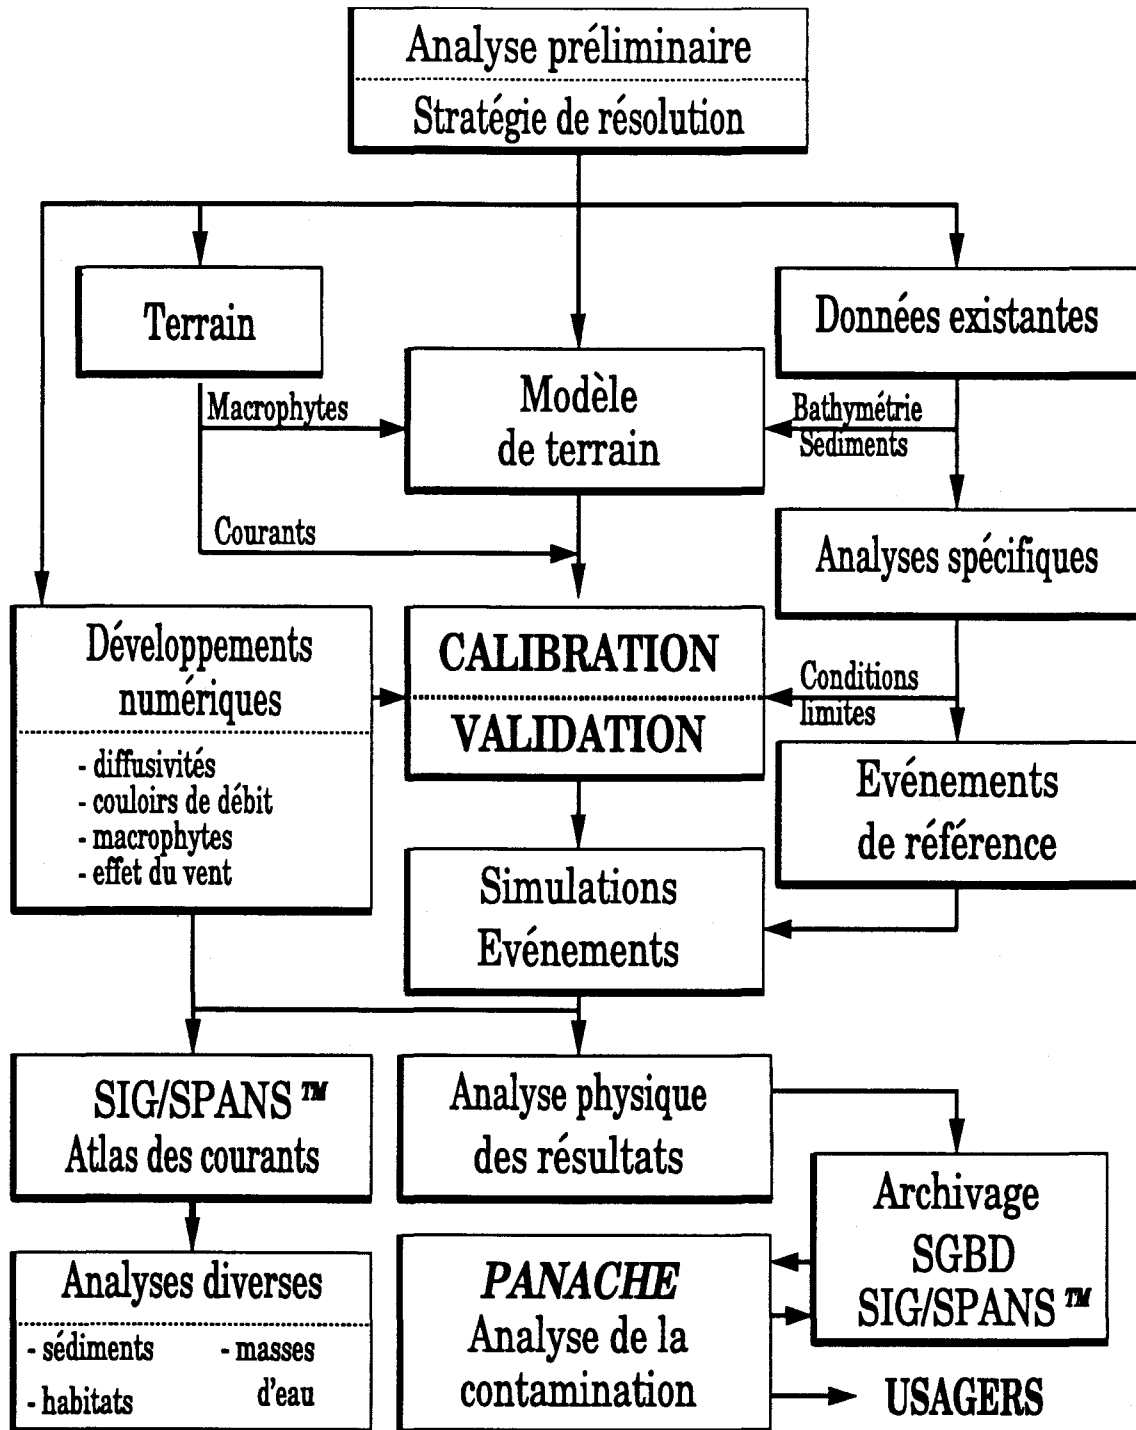 Analyse préliminaire
Stratégie de résolution
Terrain
Données existantes
Macrophytes
Modèle
de terrain
Bathymétrie
Sédiments
Courants
Analyses spécifiques
Développements
numériques
- diffusivités
- couloirs de débit
- macrophytes
- effet du vent
CALIBRATION
VALIDATION
Conditions
limites
Evénements
de référence
Simulations
Evénements
SIG/SPANS ™
Atlas des courants
Analyse physique
des résultats
Archivage
SGBD
SIG/SPANS ™
Analyses diverses
- sédiments
- masses
d'eau
- habitats
PANACHE
Analyse de la
contamination
USAGERS